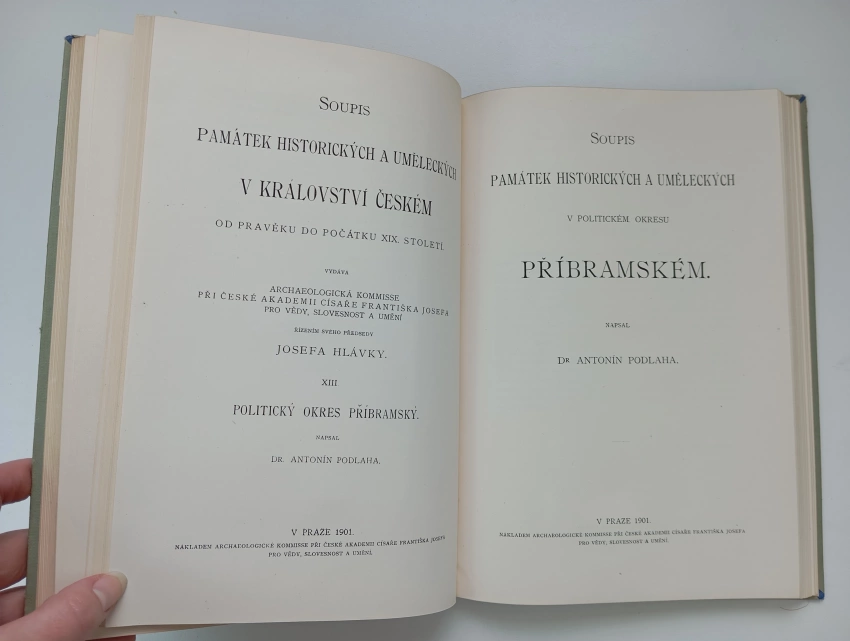 SOUPIS
PAMÁTEK HISTORICKÝCH A UMĚLECKÝCH
V KRÁLOVSTVÍ ČESKÉM
OD PRAVĚKU DO POČÁTKU XIX. STOLETÍ.
VYDÁVÁ
ARCHAEOLOGICKÁ KOMMISSE
PŘI ČESKÉ AKADEMII CÍSAŘE FRANTIŠKA JOSEFA
PRO VĚDY, SLOVESNOST A UMĚNÍ
ŘÍZENÍM SVÉHO PŘEDSEDY
JOSEFA HLÁVKY.
XIII.
POLITICKÝ OKRES PŘÍBRAMSKÝ.
NAPSAL
DR. ANTONÍN PODLAHA.
V PRAZE 1901.
NÁKLADEM ARCHAEOLOGICKÉ KOMMISSE PŘI ČESKÉ AKADEMII CÍSAŘE FRANTIŠKA JOSEFA
PRO VĚDY, SLOVESNOST A UMĚNÍ.
SOUPIS
PAMÁTEK HISTORICKÝCH A UMĚLECKÝCH
V POLITICKÉM OKRESU
PŘÍBRAMSKÉM.
NAPSAL
DR ANTONÍN PODLAHA.
V PRAZE 1901.
NÁKLADEM ARCHAEOLOGICKÉ KOMMISSE PŘI ČESKÉ AKADEMII CÍSAŘE FRANTIŠKA JOSEFA
PRO VĚDY, SLOVESNOST A UMĚNÍ.